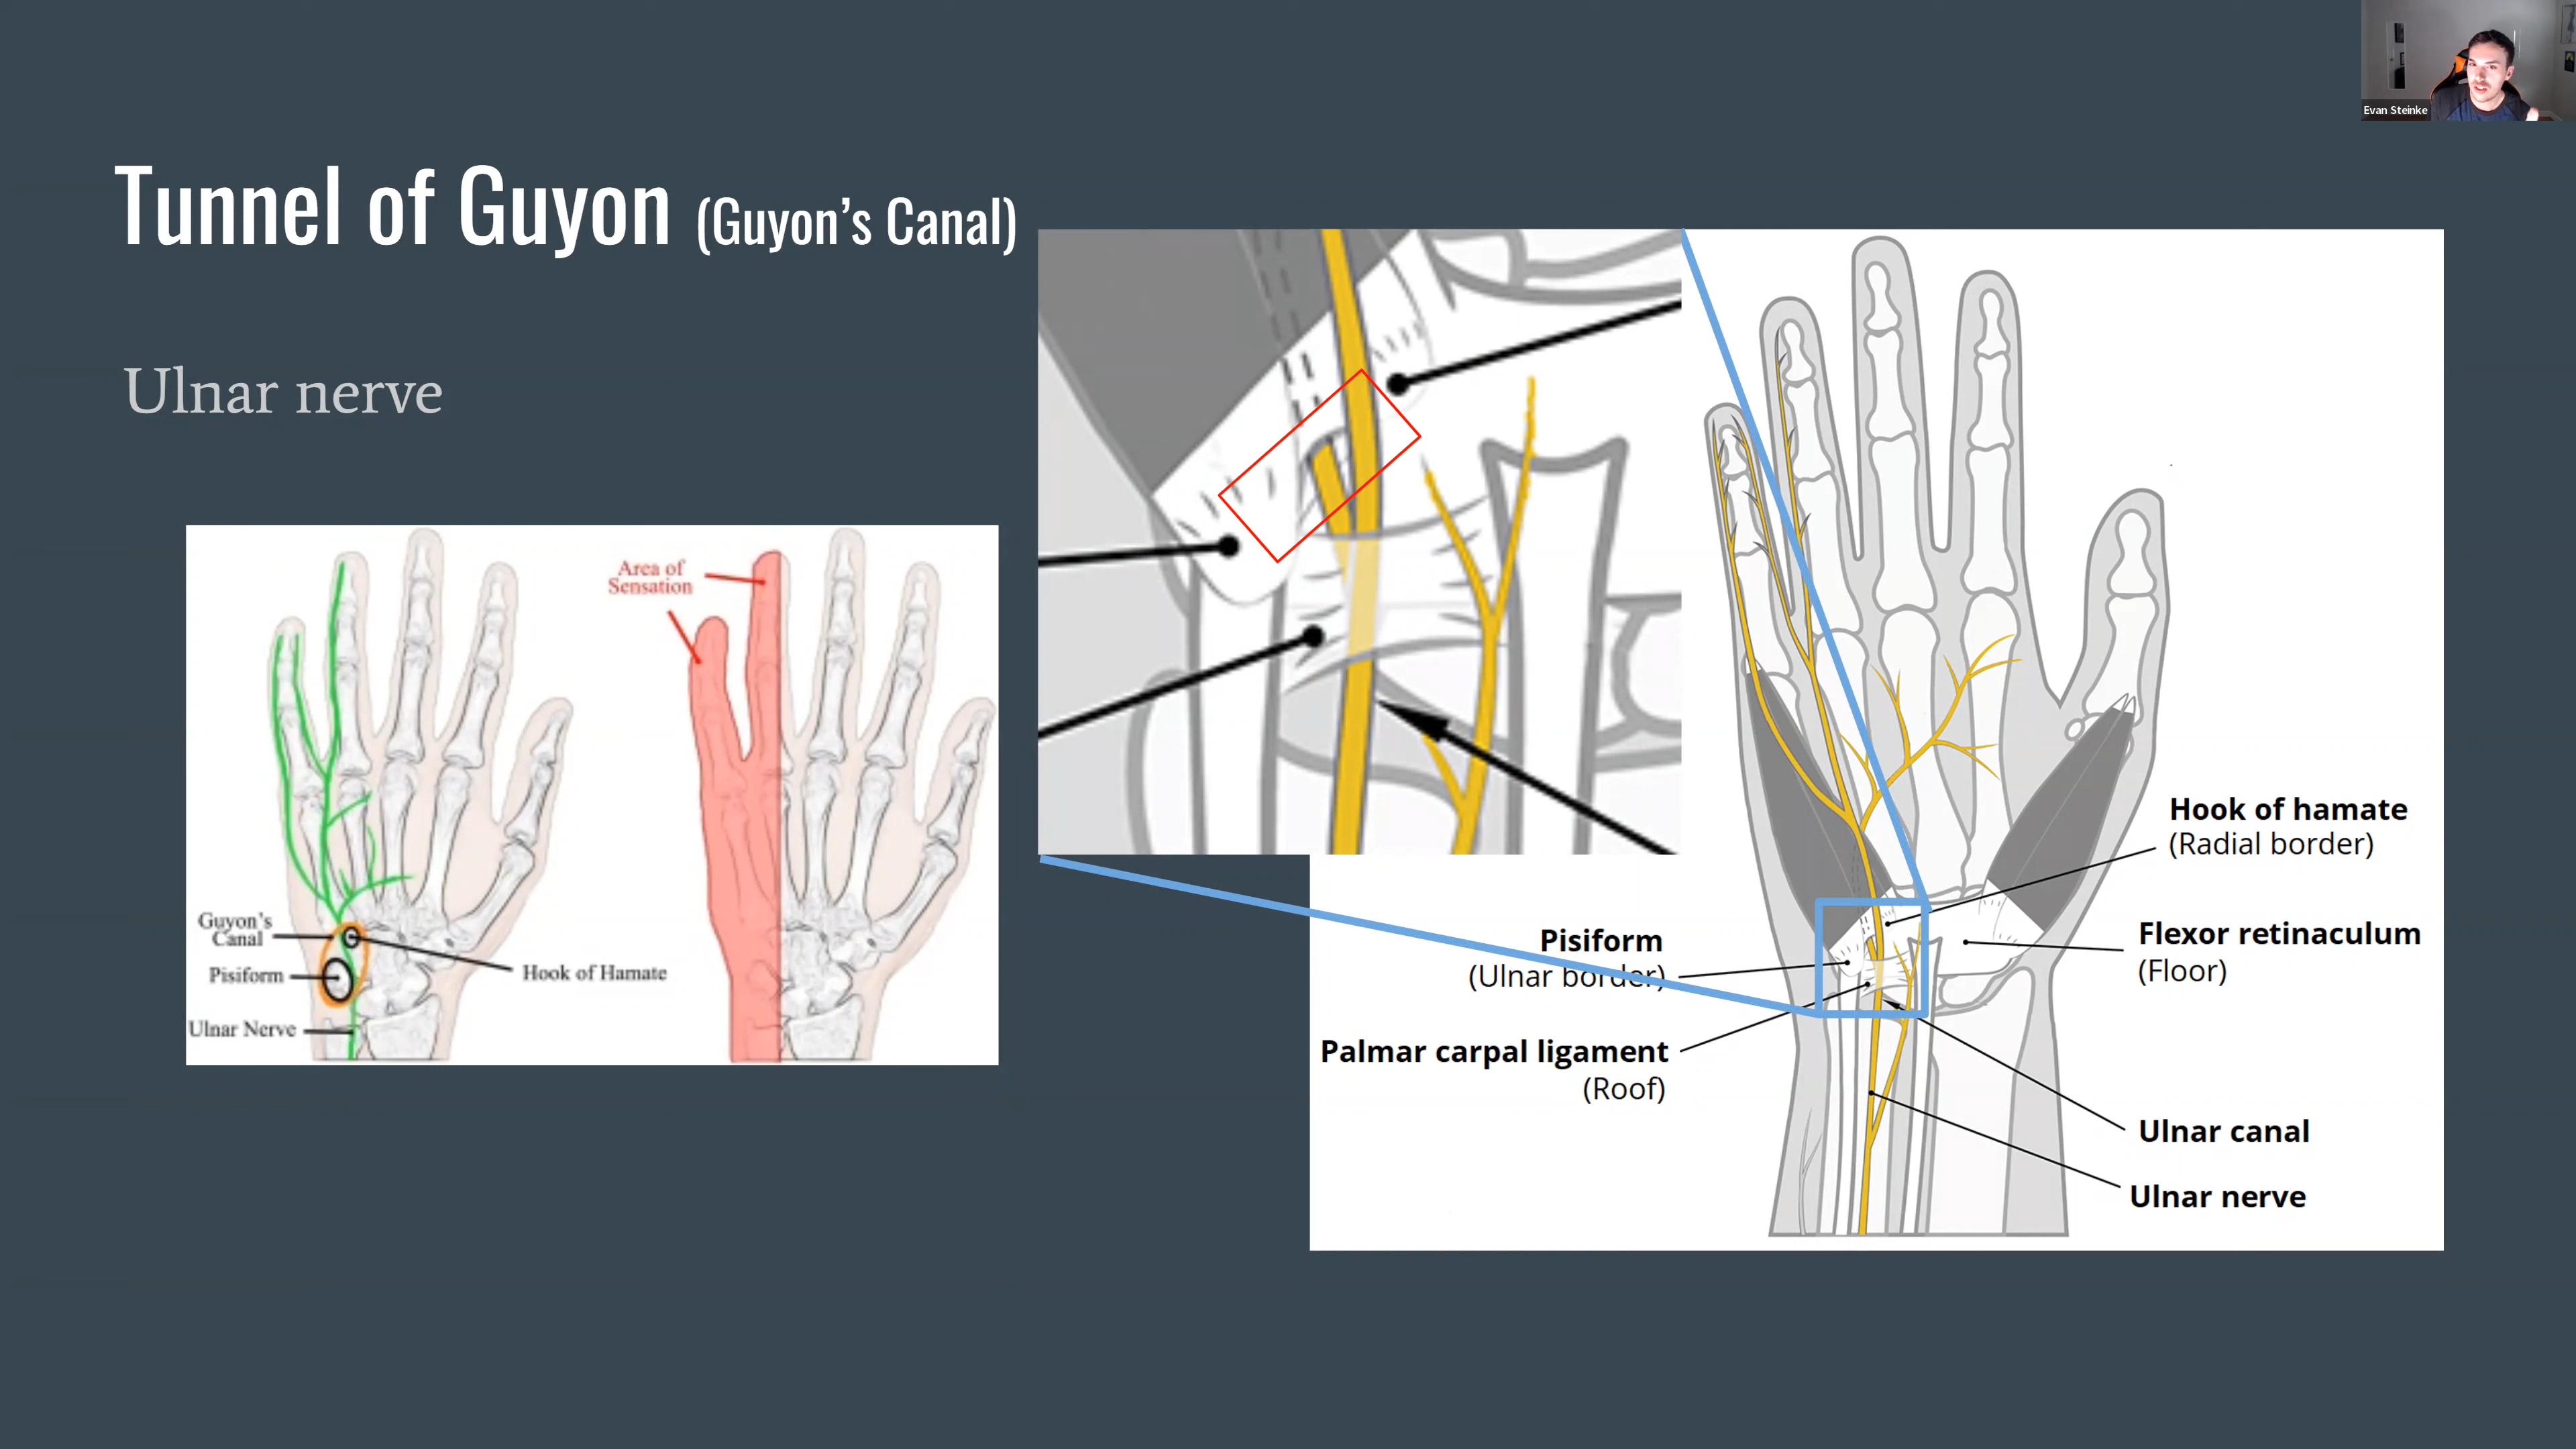 Evan Steinke
Tunnel of Guyon (Guyon’s Canal)
Ulnar nerve
Area of
Sensation
Guyon's
Canal
Pisiform
Hook of Hamate
Ulnar Nerve
Hook of hamate
(Radial border)
Pisiform
(Ulnar border)
Flexor retinaculum
(Floor)
Palmar carpal ligament
(Roof)
Ulnar canal
Ulnar nerve